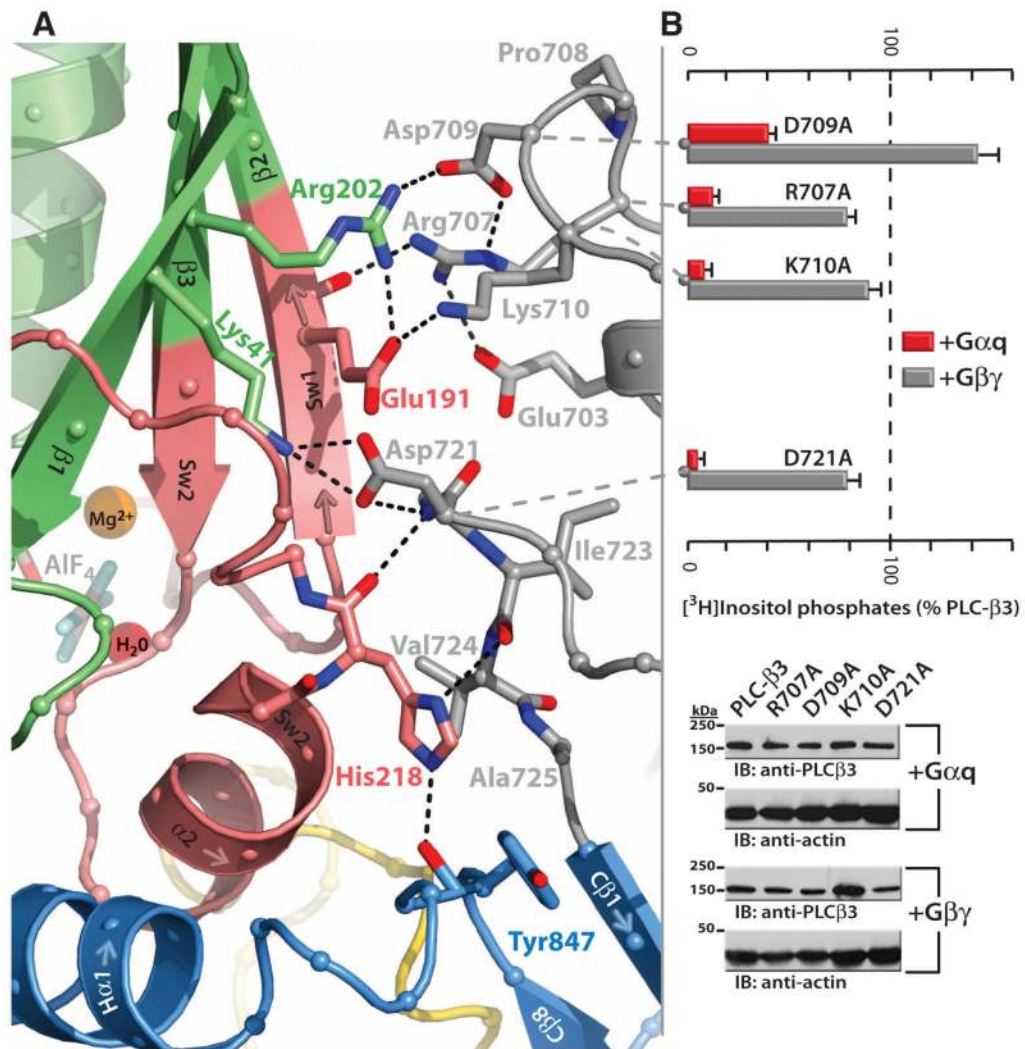 A
Pro708
Asp709
β2
Arg202
Arg707
β3
Lys710
Lys41
Sw1
Glu191
Glu703
β1
Sw2
Asp721
Mg2+
AlF4
Ile723
H20
Val724
Sw2
His218
Ala725
α2
Cβ1
Tyr847
Hα1
Cβ8
B
0
100
D709A
R707A
K710A
+Gαq
+Gβγ
D721A
0
100
[3H]Inositol phosphates (% PLC-β3)
PLC-β3
R707A
D709A
K710A
D721A
kDa
250
150
IB: anti-PLCβ3
+Gαq
50
IB: anti-actin
250
150
IB: anti-PLCβ3
+Gβγ
50
IB: anti-actin